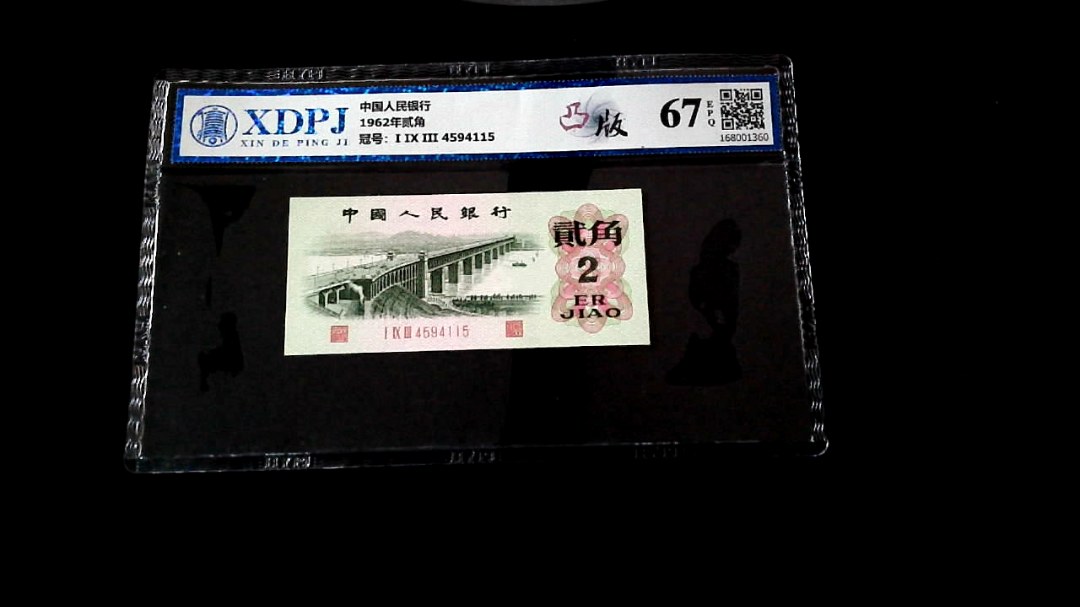 XDPJ
XIN DE PING JI
中国人民银行
1962年贰角
冠号: I IX III 4594115
凸版
67
EPQ
168001360
中國人民銀行
貳角
2
ER
JIAO
I IX III 4594115